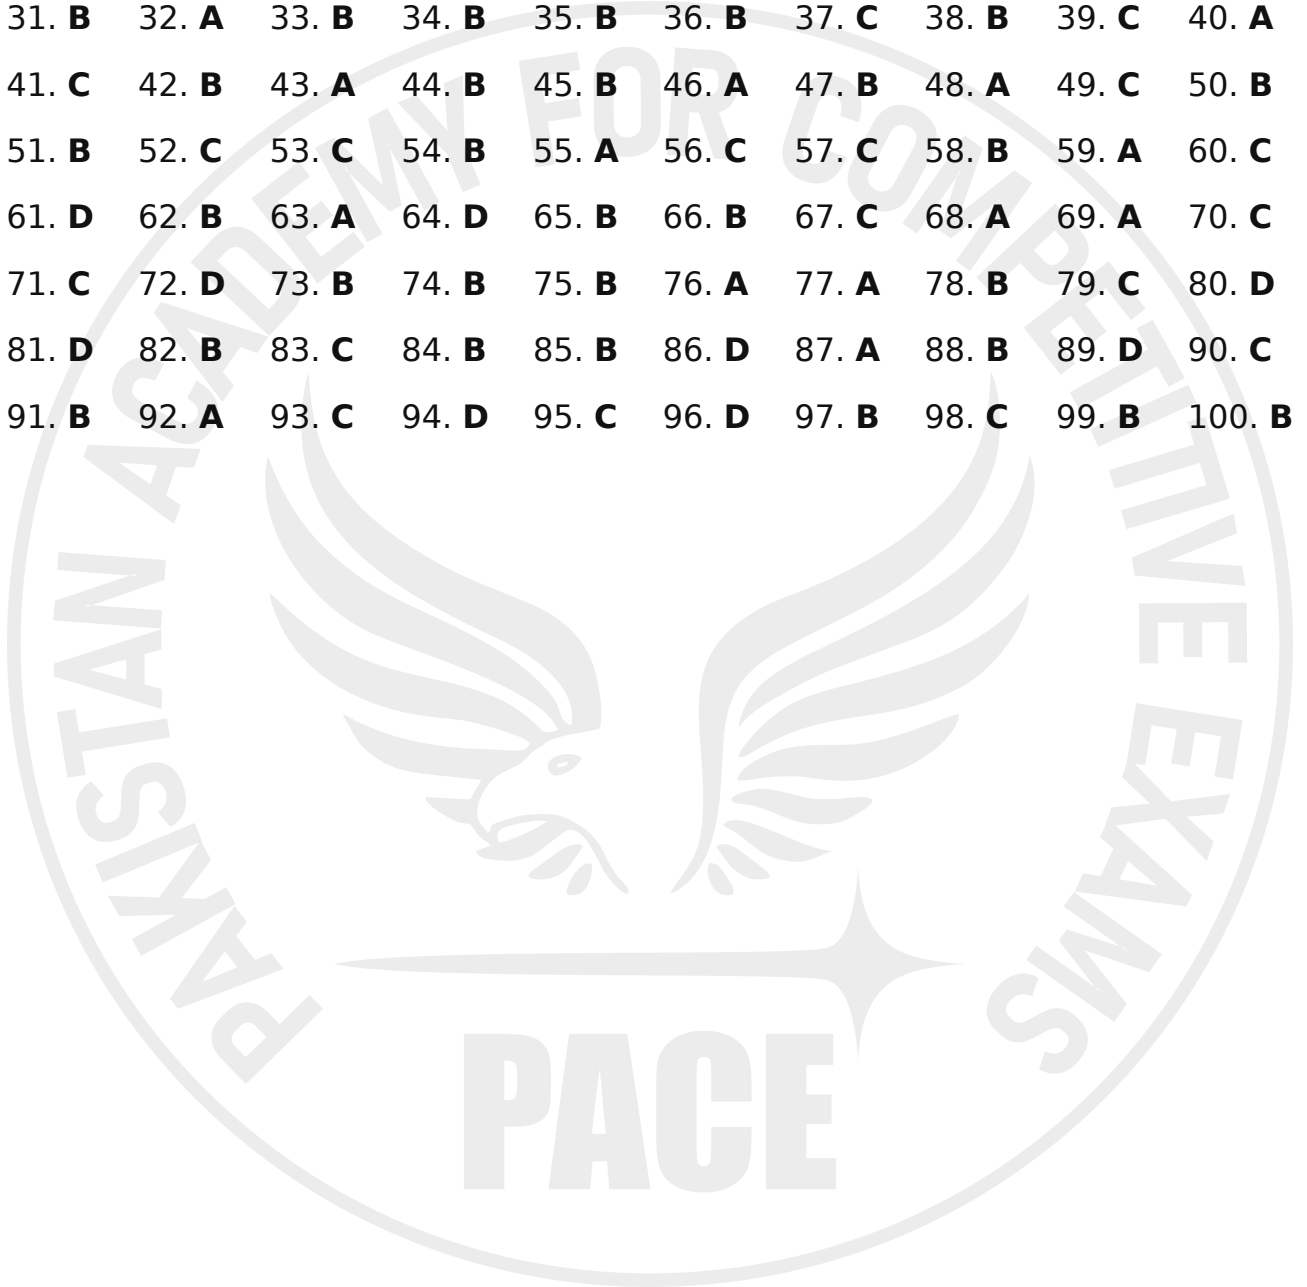 31. B 32. A 33. B 34. B 35. B 36. B 37. C 38. B 39. C 40. A
41. C 42. B 43. A 44. B 45. B 46. A 47. B 48. A 49. C 50. B
51. B 52. C 53. C 54. B 55. A 56. C 57. C 58. B 59. A 60. C
61. D 62. B 63. A 64. D 65. B 66. B 67. C 68. A 69. A 70. C
71. C 72. D 73. B 74. B 75. B 76. A 77. A 78. B 79. C 80. D
81. D 82. B 83. C 84. B 85. B 86. D 87. A 88. B 89. D 90. C
91. B 92. A 93. C 94. D 95. C 96. D 97. B 98. C 99. B 100. B
PAKISTAN ACADEMY FOR COMPETITIVE EXAMS
PACE